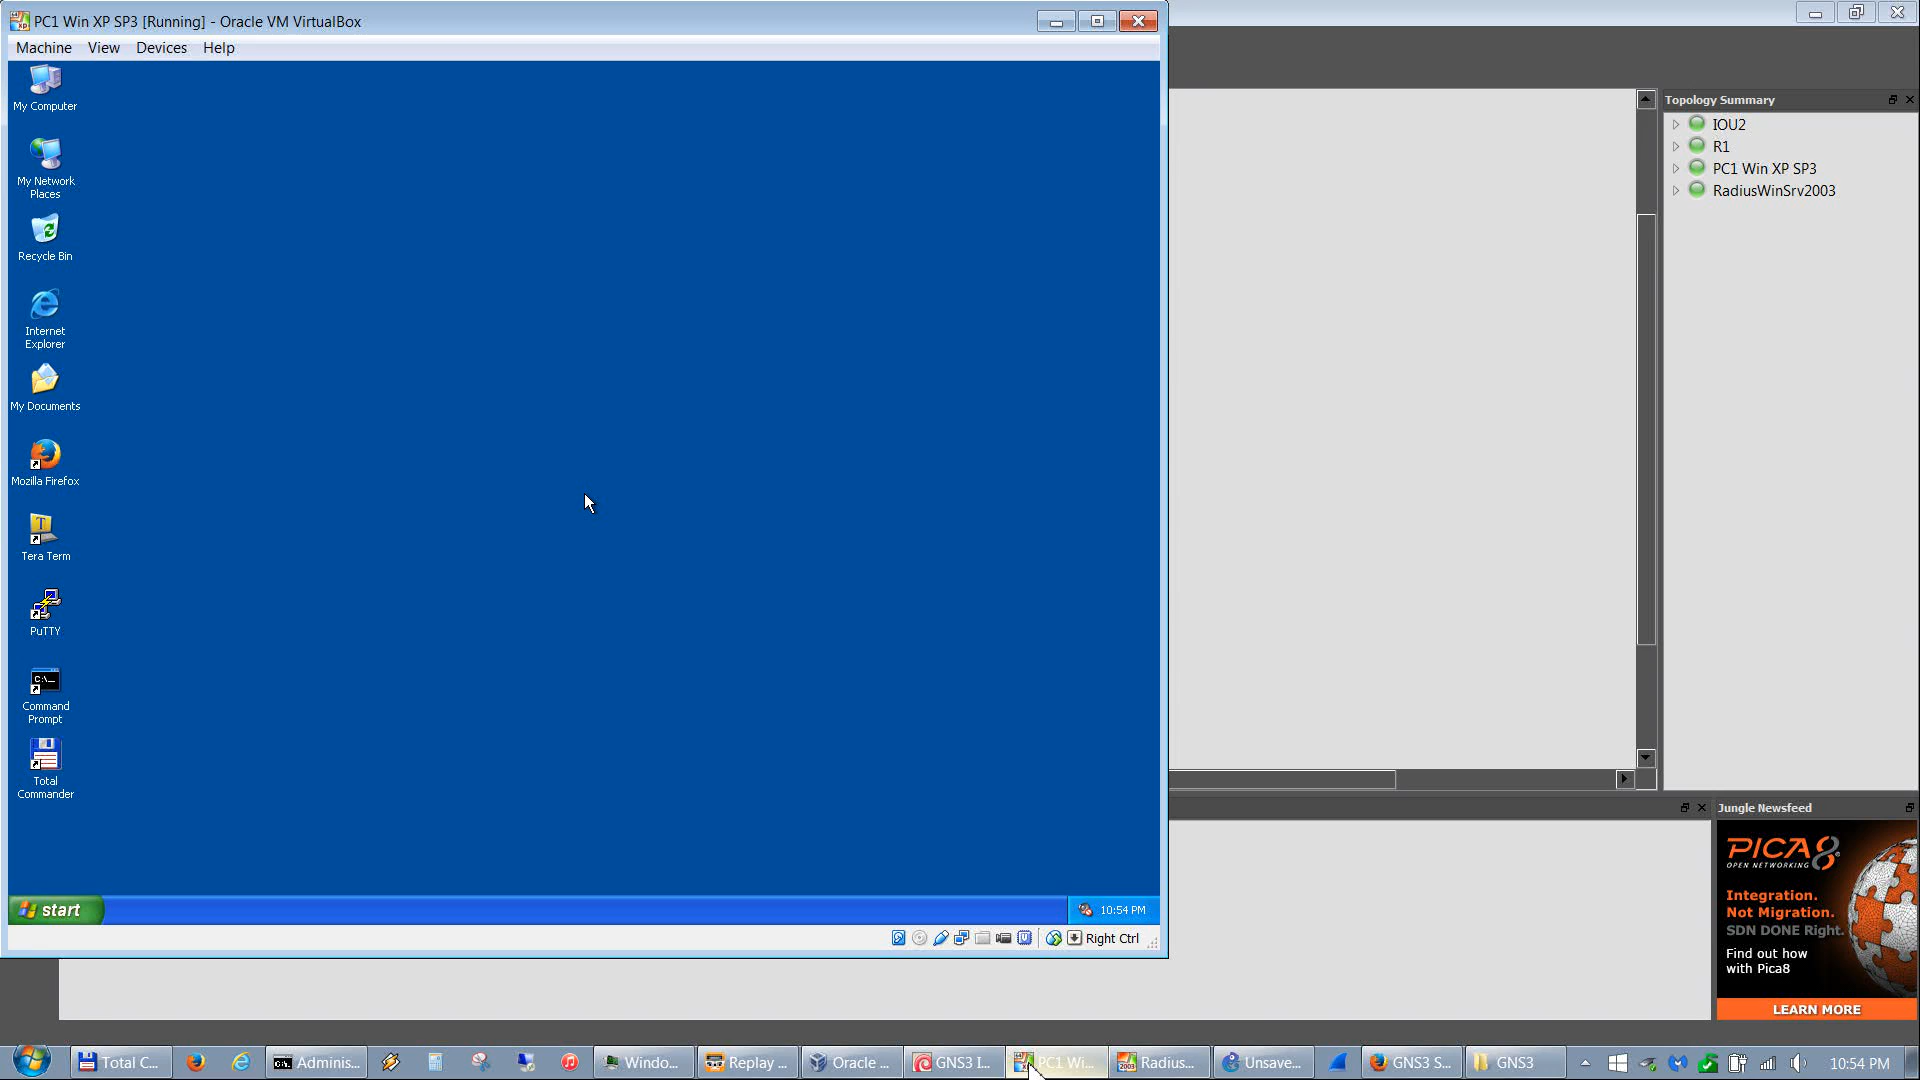 PC1 Win XP SP3 [Running] - Oracle VM VirtualBox
Machine View Devices Help
My Computer
My Network
Places
Recycle Bin
Internet
Explorer
My Documents
Mozilla Firefox
Tera Term
PuTTY
Command
Prompt
Total
Commander
start
10:54 PM
Right Ctrl
Topology Summary
IOU2
R1
PC1 Win XP SP3
RadiusWinSrv2003
Jungle Newsfeed
PICA8
OPEN NETWORKING
Integration.
Not Migration.
SDN DONE Right.
Find out how
with Pica8
LEARN MORE
Total C...
Adminis...
Windo...
Replay ...
Oracle ...
GNS3 I...
PC1 Wi...
Radius...
Unsave...
GNS3 S...
GNS3
10:54 PM